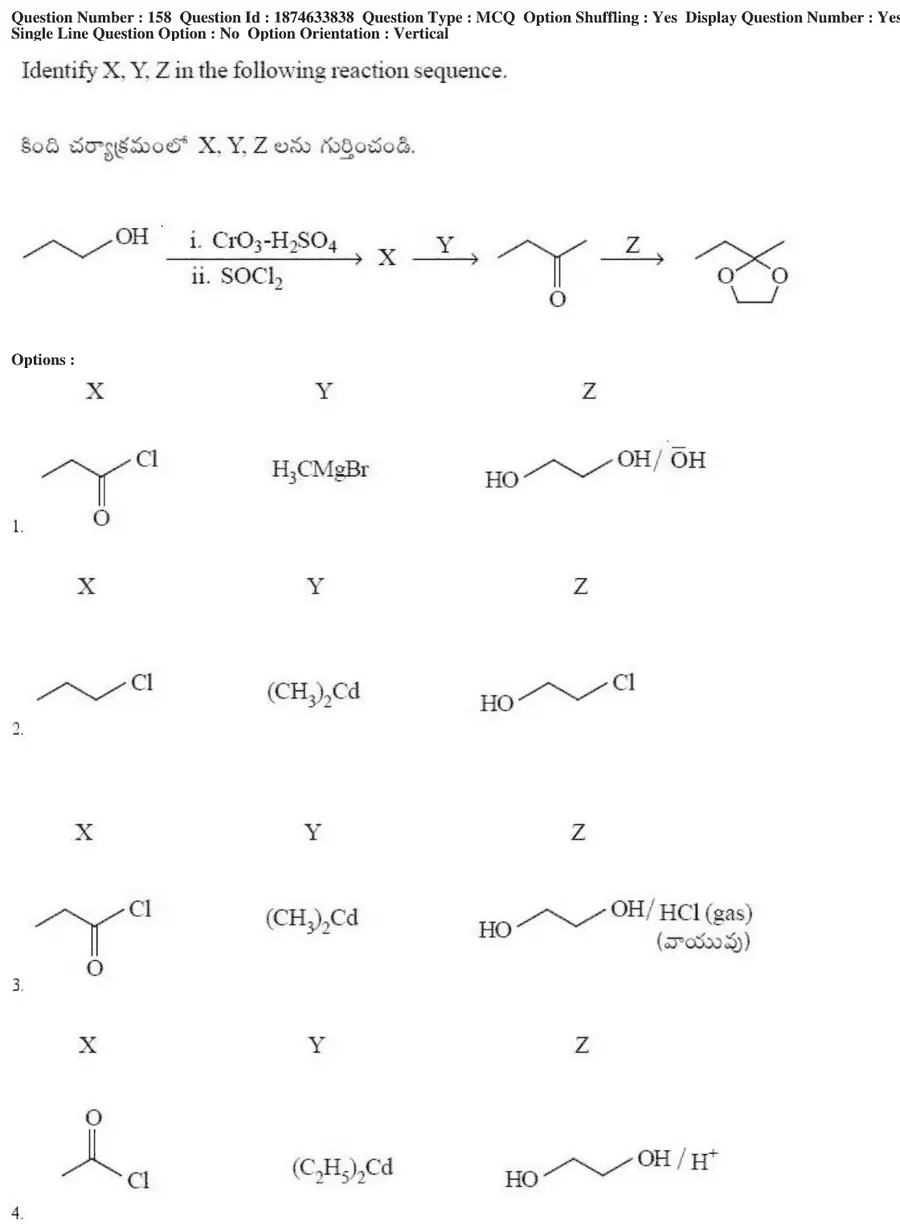 Question Number : 158 Question Id : 1874633838 Question Type : MCQ Option Shuffling : Yes Display Question Number : Yes
Single Line Question Option : No Option Orientation : Vertical
Identify X, Y, Z in the following reaction sequence.
కింది చర్యాక్రమంలో X, Y, Z లను గుర్తించండి.
OH i. CrO3-H2SO4 X Y Z
ii. SOCl2
O O O
Options :
X Y Z
Cl H3CMgBr HO OH/ ŌH
O
1.
X Y Z
Cl (CH3)2Cd HO Cl
2.
X Y Z
Cl (CH3)2Cd HO OH/ HCl (gas)
(వాయువు)
O
3.
X Y Z
O
Cl (C2H5)2Cd HO OH / H+
4.